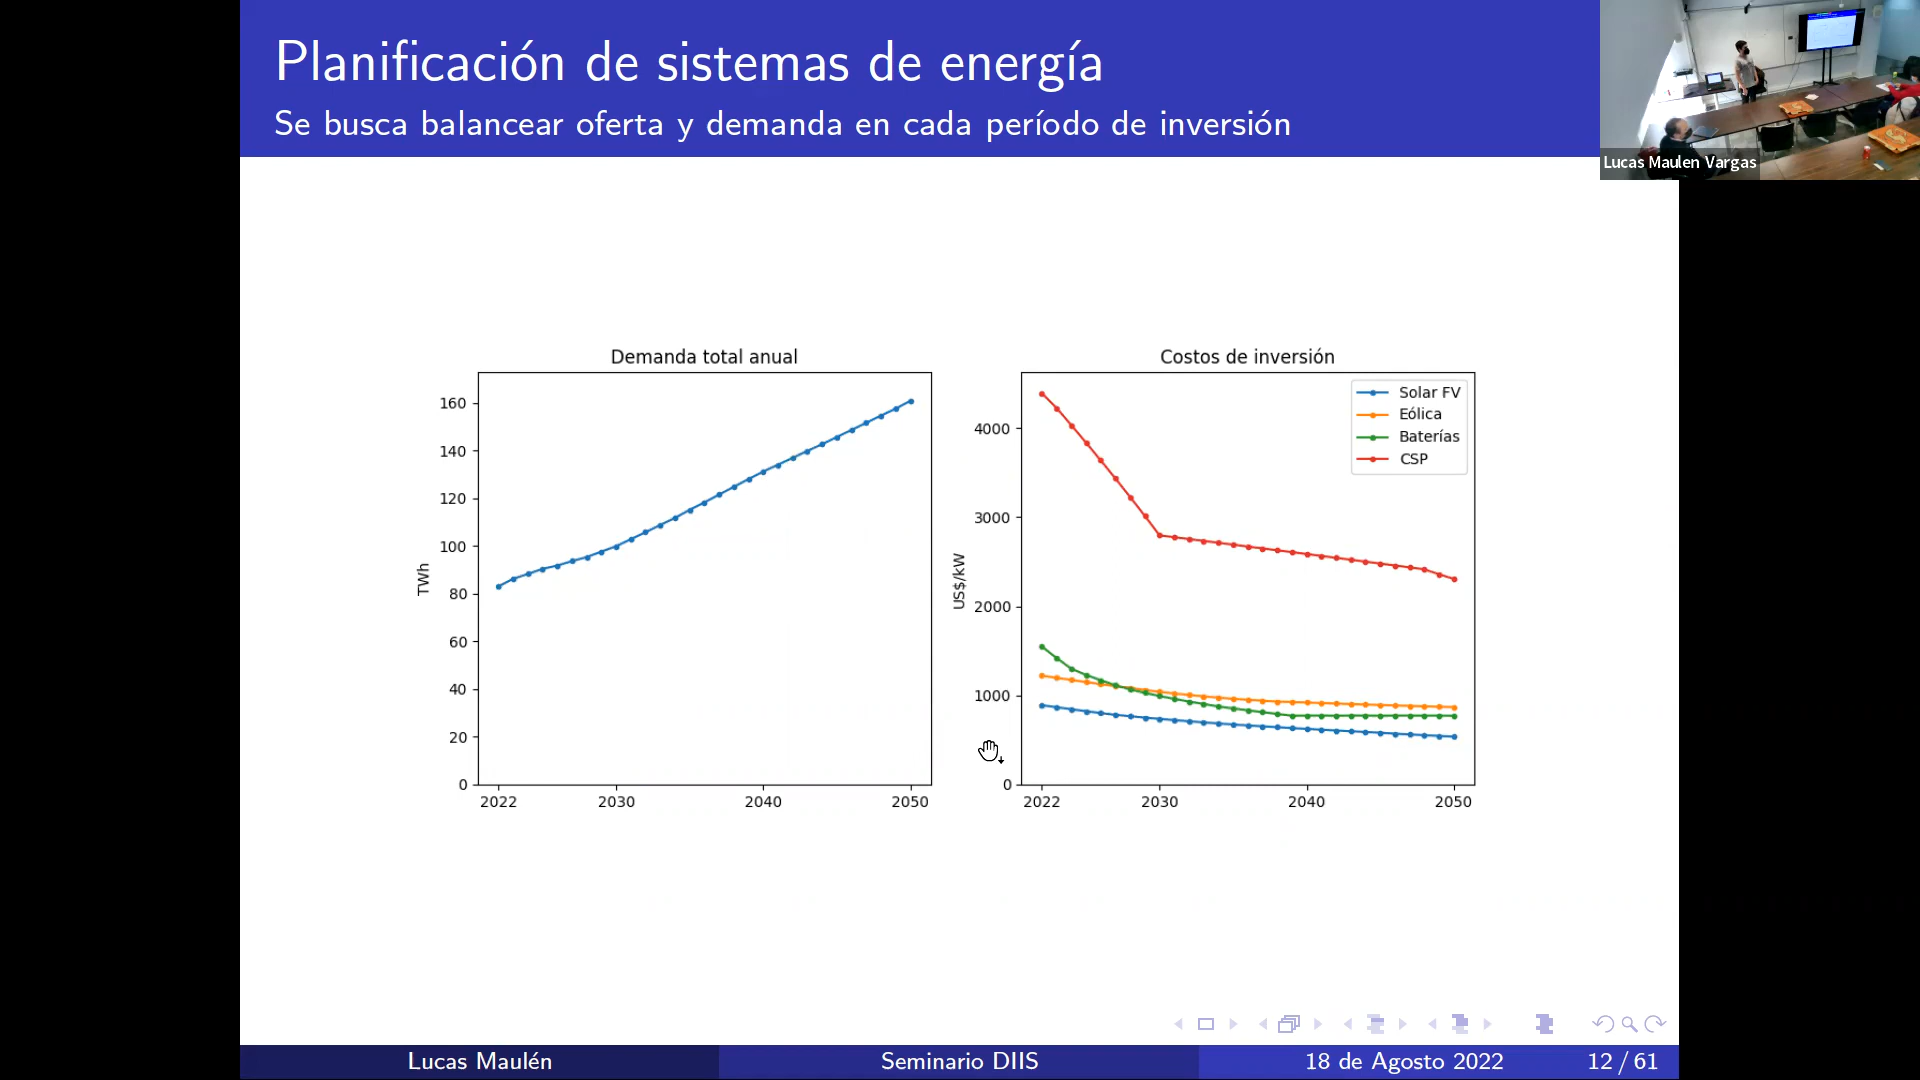 Planificación de sistemas de energía
Se busca balancear oferta y demanda en cada período de inversión
Lucas Maulen Vargas
Demanda total anual
TWh
160
140
120
100
80
60
40
20
0
2022 2030 2040 2050
Costos de inversión
US$/kW
4000
3000
2000
1000
0
2022 2030 2040 2050
Solar FV
Eólica
Baterías
CSP
Lucas Maulén Seminario DIIS 18 de Agosto 2022 12 / 61